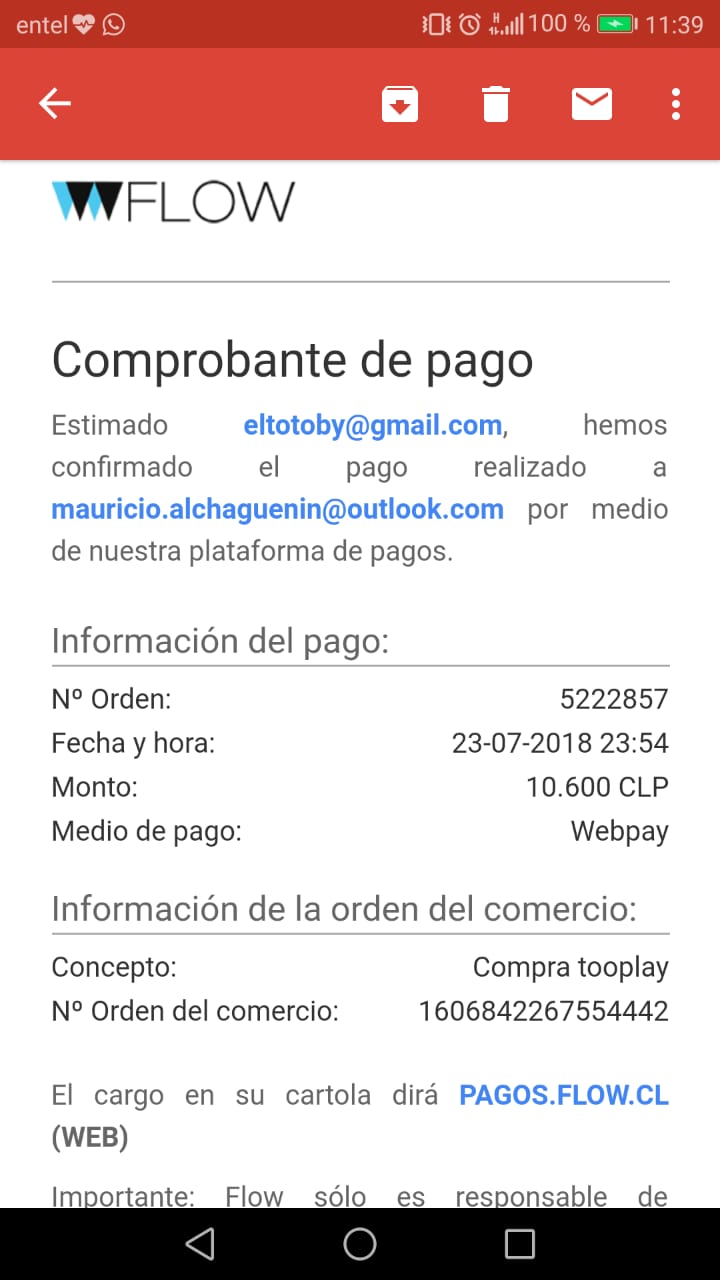 entel 100 % 11:39
FLOW
Comprobante de pago
Estimado eltotoby@gmail.com, hemos
confirmado el pago realizado a
mauricio.alchaguenin@outlook.com por medio
de nuestra plataforma de pagos.
Información del pago:
Nº Orden: 5222857
Fecha y hora: 23-07-2018 23:54
Monto: 10.600 CLP
Medio de pago: Webpay
Información de la orden del comercio:
Concepto: Compra tooplay
Nº Orden del comercio: 1606842267554442
El cargo en su cartola dirá PAGOS.FLOW.CL
(WEB)
Importante: Flow sólo es responsable de